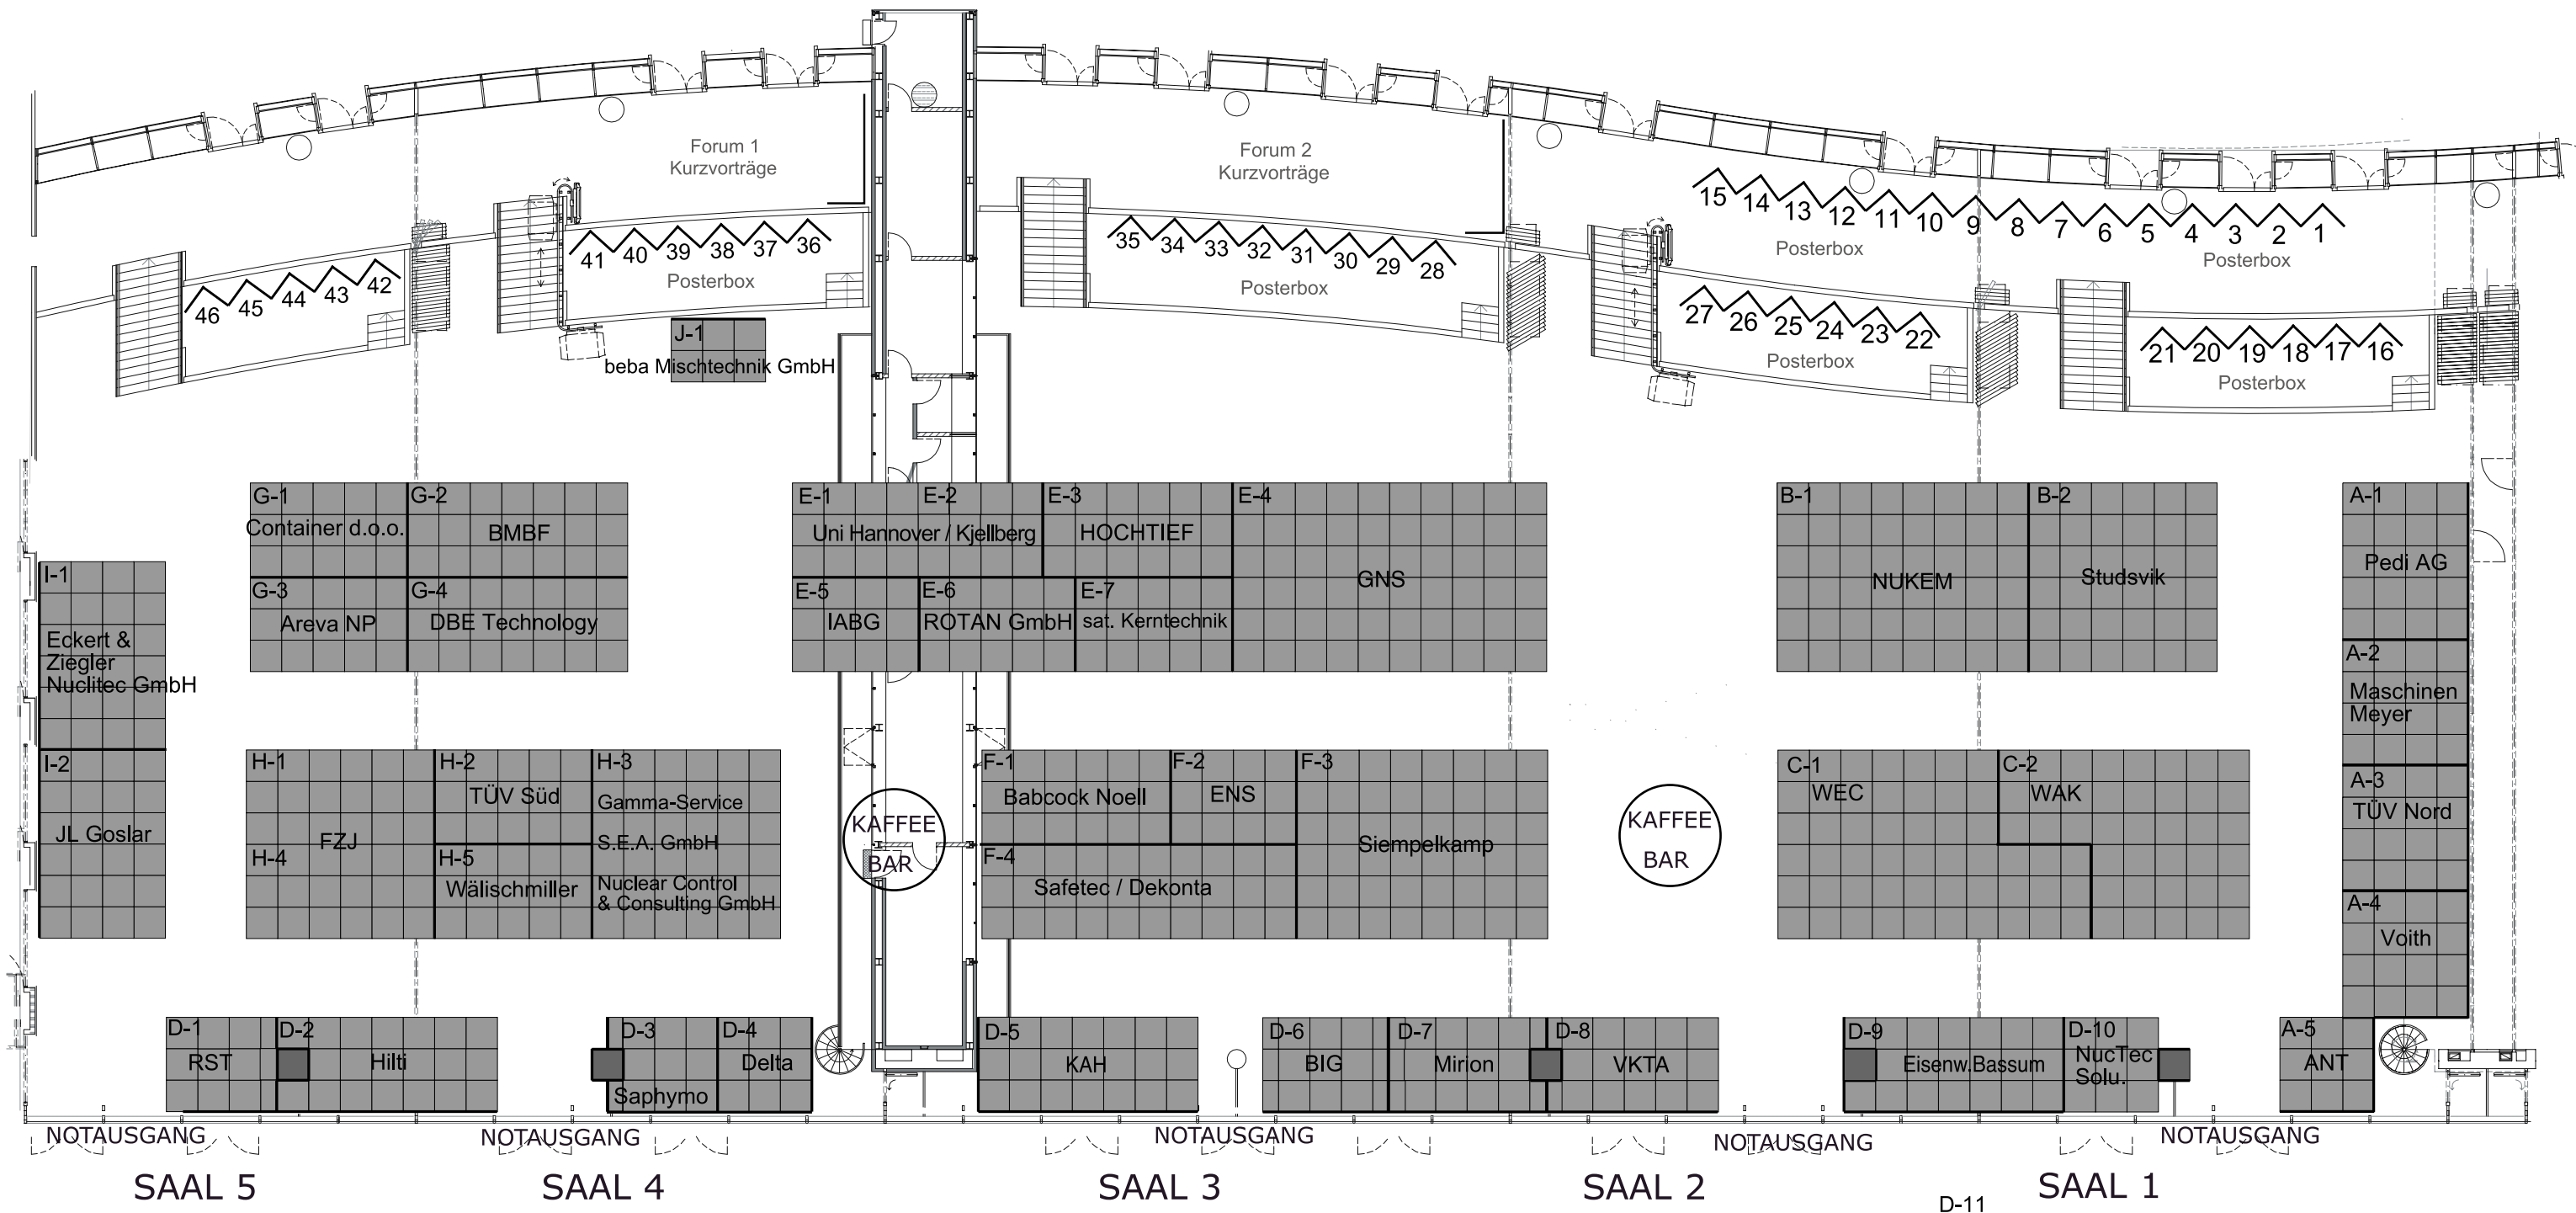 Forum 1
Kurzvorträge
Forum 2
Kurzvorträge
15 14 13 12 11 10 9 8 7 6 5 4 3 2 1
Posterbox
Posterbox
46 45 44 43 42
41 40 39 38 37 36
Posterbox
35 34 33 32 31 30 29 28
Posterbox
27 26 25 24 23 22
Posterbox
21 20 19 18 17 16
Posterbox
J-1
beba Mischtechnik GmbH
G-1
Container d.o.o.
G-2
BMBF
G-3
Areva NP
G-4
DBE Technology
E-1
E-2
Uni Hannover / Kjellberg
E-3
HOCHTIEF
E-4
GNS
E-5
IABG
E-6
ROTAN GmbH
E-7
sat. Kerntechnik
B-1
NUKEM
B-2
Studsvik
A-1
Pedi AG
A-2
Maschinen
Meyer
A-3
TÜV Nord
A-4
Voith
A-5
ANT
I-1
Eckert &
Ziegler
Nuclitec GmbH
I-2
JL Goslar
H-1
FZJ
H-4
H-2
TÜV Süd
H-5
Wälischmiller
H-3
Gamma-Service
S.E.A. GmbH
Nuclear Control
& Consulting GmbH
KAFFEE
BAR
F-1
Babcock Noell
F-2
ENS
F-3
Siempelkamp
F-4
Safetec / Dekonta
KAFFEE
BAR
C-1
WEC
C-2
WAK
D-1
RST
D-2
Hilti
D-3
Saphymo
D-4
Delta
D-5
KAH
D-6
BIG
D-7
Mirion
D-8
VKTA
D-9
Eisenw.Bassum
D-10
NucTec
Solu.
NOTAUSGANG
NOTAUSGANG
NOTAUSGANG
NOTAUSGANG
NOTAUSGANG
SAAL 5
SAAL 4
SAAL 3
SAAL 2
SAAL 1
D-11